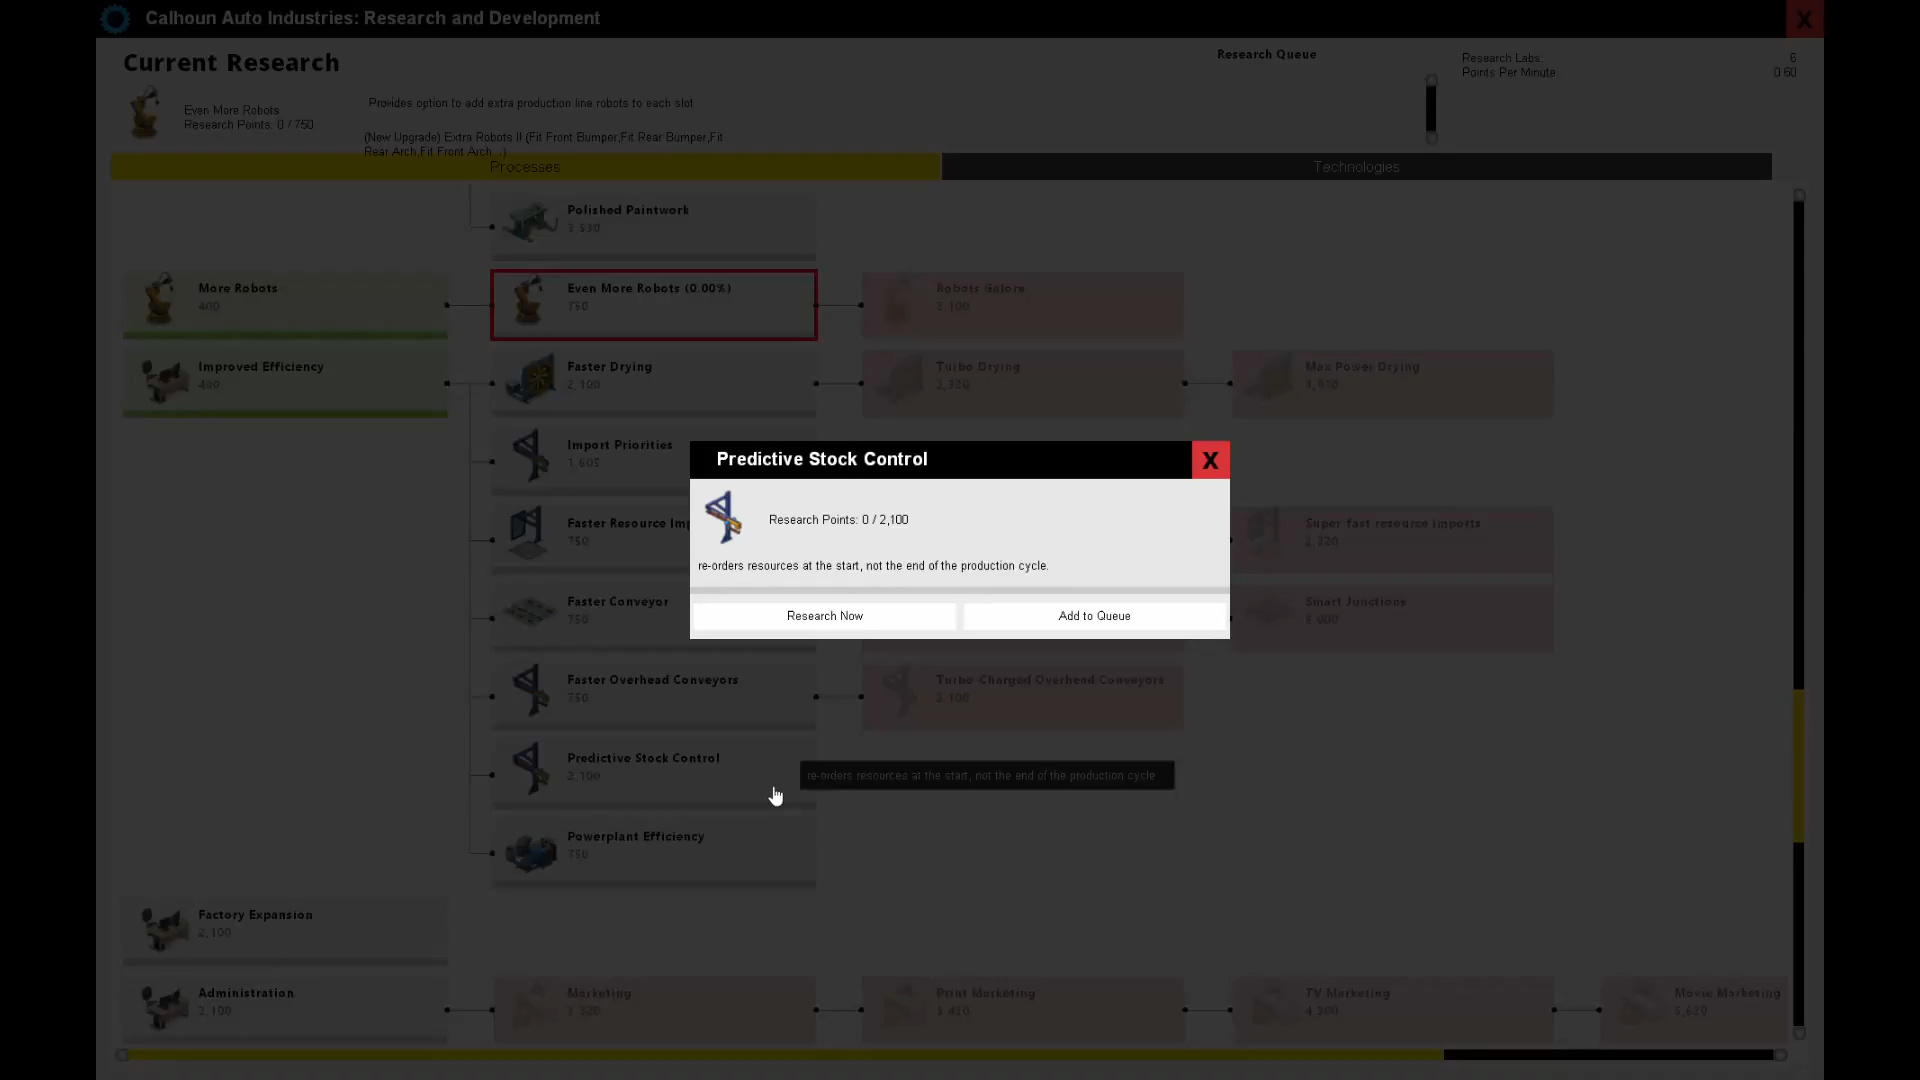 Calhoun Auto Industries: Research and Development
X
Current Research
Research Queue
Research Labs: 6
Points Per Minute 0.60
Even More Robots
Research Points: 0 / 750
Provides option to add extra production line robots to each slot
(New Upgrade) Extra Robots II (Fit Front Bumper,Fit Rear Bumper,Fit
Rear Arch,Fit Front Arch...)
Processes
Technologies
Polished Paintwork
More Robots
400
Even More Robots (0.00%)
750
Robots Galore
Improved Efficiency
400
Faster Drying
2,100
Turbo Drying
Max Power Drying
Import Priorities
Predictive Stock Control
X
Research Points: 0 / 2,100
re-orders resources at the start, not the end of the production cycle.
Research Now
Add to Queue
Faster Resource Im
750
Super fast resource imports
Faster Conveyor
750
Smart Junctions
Faster Overhead Conveyors
750
Turbo-Charged Overhead Conveyors
Predictive Stock Control
2,100
re-orders resources at the start, not the end of the production cycle
Powerplant Efficiency
750
Factory Expansion
2,100
Administration
2,100
Marketing
Print Marketing
TV Marketing
Movie Marketing